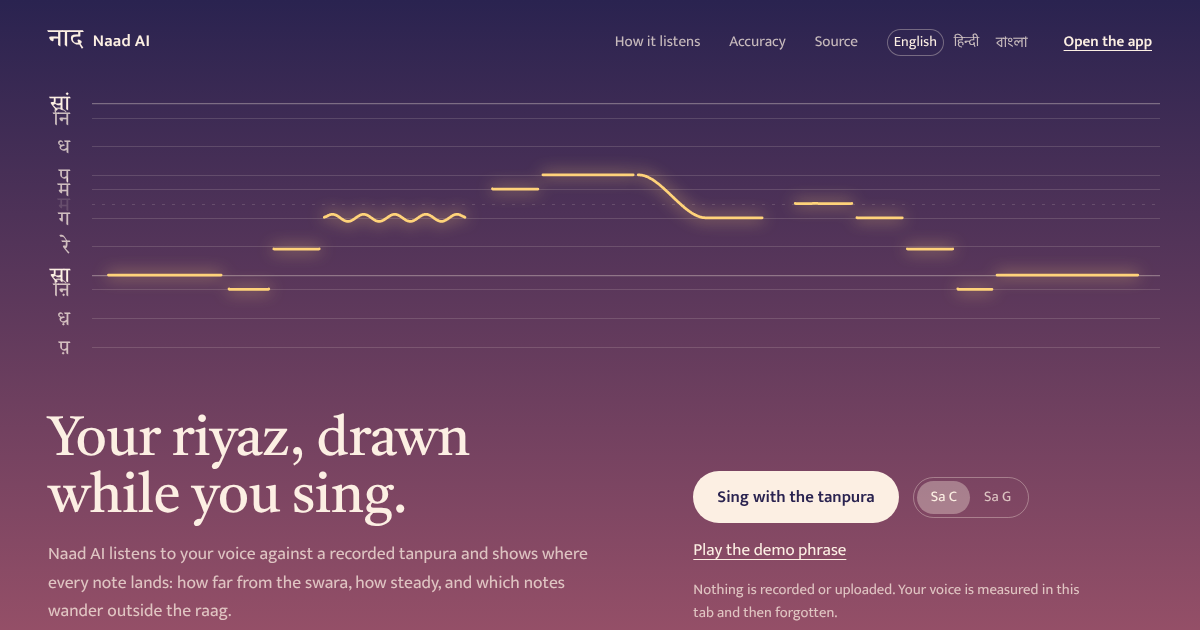 नाद Naad AI
How it listens Accuracy Source English हिन्दी বাংলা Open the app
सां
नि
ध
प
म
म॑
ग
रे
सा
नि़
ध़
प़
Your riyaz, drawn
while you sing.
Naad AI listens to your voice against a recorded tanpura and shows where
every note lands: how far from the swara, how steady, and which notes
wander outside the raag.
Sing with the tanpura Sa C Sa G
Play the demo phrase
Nothing is recorded or uploaded. Your voice is measured in this
tab and then forgotten.